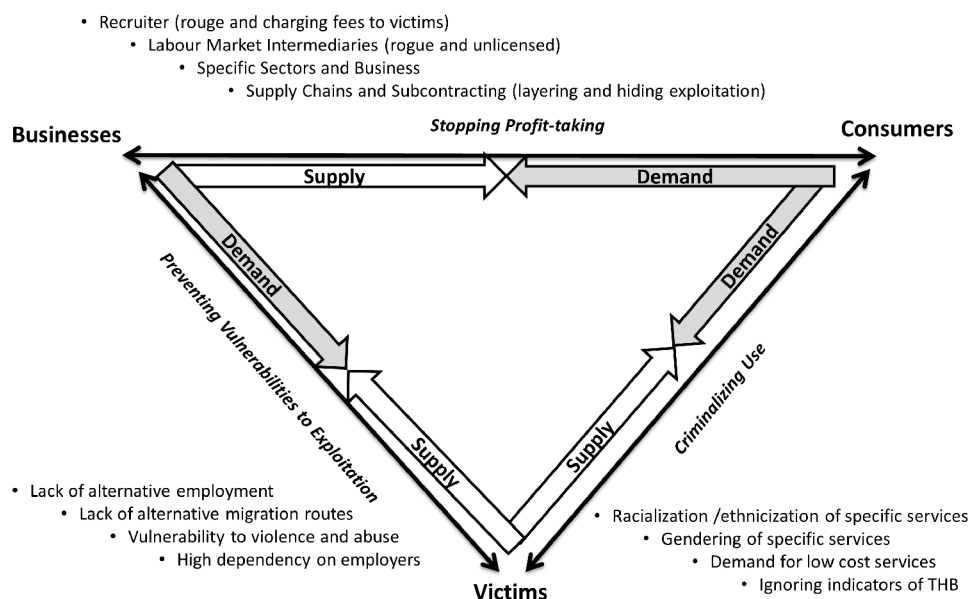 • Recruiter (rouge and charging fees to victims)
• Labour Market Intermediaries (rogue and unlicensed)
• Specific Sectors and Business
• Supply Chains and Subcontracting (layering and hiding exploitation)
Businesses
Stopping Profit-taking
Consumers
Supply
Demand
Demand
Demand
Preventing Vulnerabilities to Exploitation
Criminalizing Use
Supply
Supply
• Lack of alternative employment
• Lack of alternative migration routes
• Vulnerability to violence and abuse
• High dependency on employers
• Racialization /ethnicization of specific services
• Gendering of specific services
• Demand for low cost services
• Ignoring indicators of THB
Victims